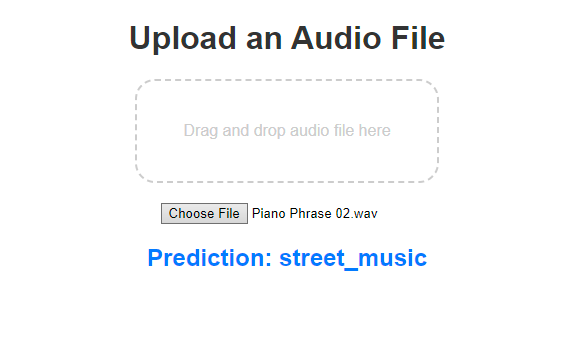 Upload an Audio File
Drag and drop audio file here
Choose File Piano Phrase 02.wav
Prediction: street_music